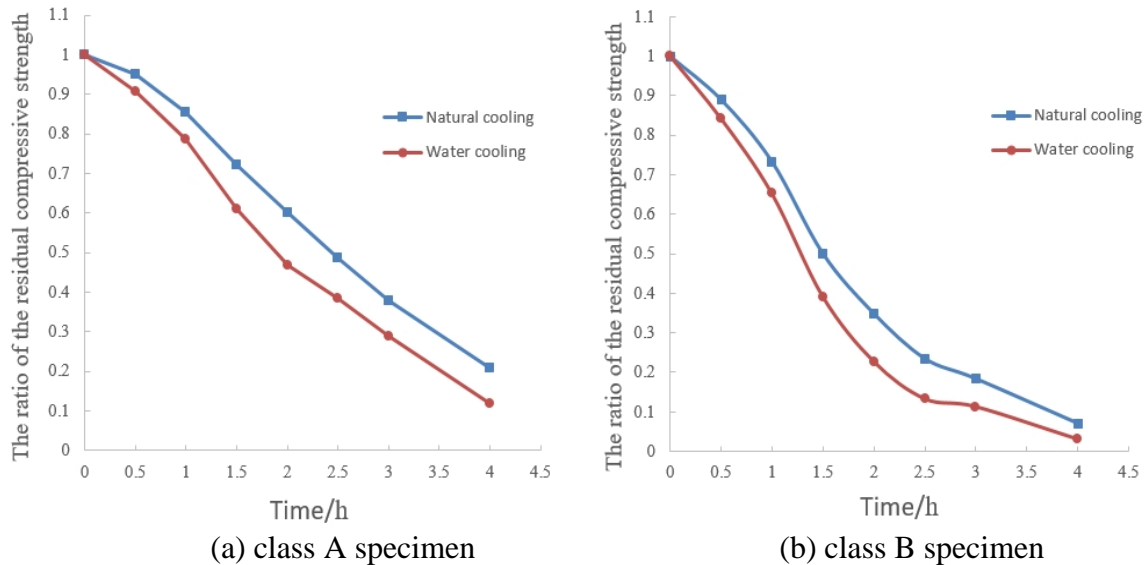 The ratio of the residual compressive strength
1.1
1
0.9
0.8
0.7
0.6
0.5
0.4
0.3
0.2
0.1
0
0 0.5 1 1.5 2 2.5 3 3.5 4 4.5
Time/h
Natural cooling
Water cooling
(a) class A specimen
The ratio of the residual compressive strength
1.1
1
0.9
0.8
0.7
0.6
0.5
0.4
0.3
0.2
0.1
0
0 0.5 1 1.5 2 2.5 3 3.5 4 4.5
Time/h
Natural cooling
Water cooling
(b) class B specimen